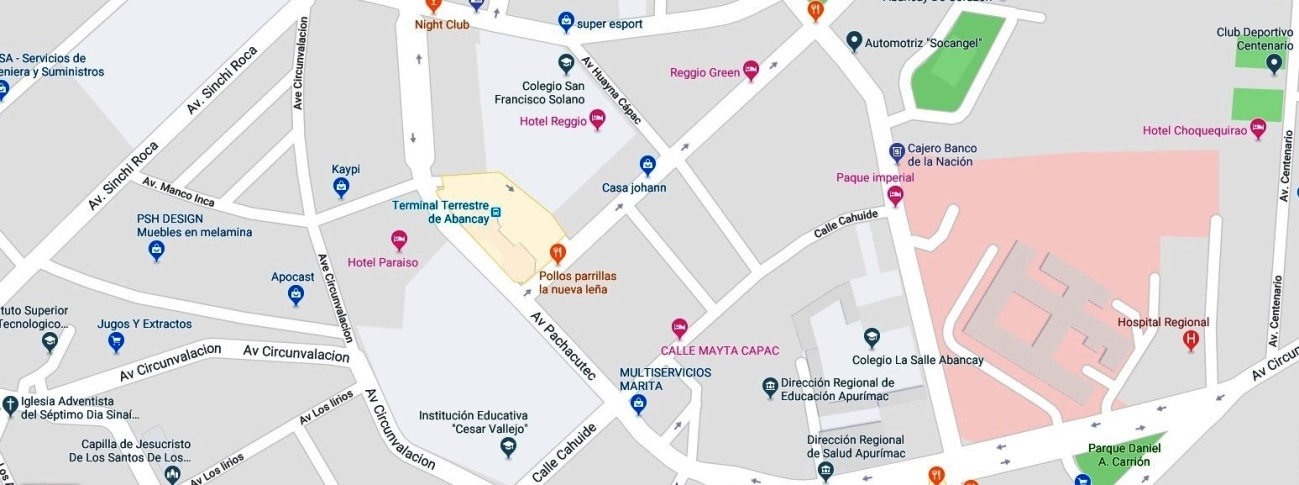 Night Club
super esport
Automotriz "Socangel"
Club Deportivo
Centenario
SA - Servicios de
eniera y Suministros
Av. Sinchi Roca
Ave Circunvalacion
Av Huayna Cápac
Reggio Green
Colegio San
Francisco Solano
Hotel Reggio
Hotel Choquequirao
Cajero Banco
de la Nación
Av. Sinchi Roca
Av. Manco Inca
Kaypi
Casa johann
Paque imperial
Av. Centenario
Terminal Terrestre
de Abancay
PSH DESIGN
Muebles en melamina
Calle Cahuide
Hotel Paraiso
Pollos parrillas
la nueva leña
Apocast
Ave Circunvalacion
tuto Superior
Tecnologico...
Jugos Y Extractos
Av Pachacutec
Hospital Regional
Av. Centenario
Av Circunvalacion
Av Circunvalacion
CALLE MAYTA CAPAC
Colegio La Salle Abancay
Av Circun
MULTISERVICIOS
MARITA
Dirección Regional de
Educación Apurímac
Iglesia Adventista
del Séptimo Dia Sinaí...
Av Los lirios
Av Circunvalacion
Institución Educativa
"Cesar Vallejo"
Capilla de Jesucristo
De Los Santos De Los...
Av Los lirios
Calle Cahuide
Dirección Regional
de Salud Apurímac
Parque Daniel
A. Carrión